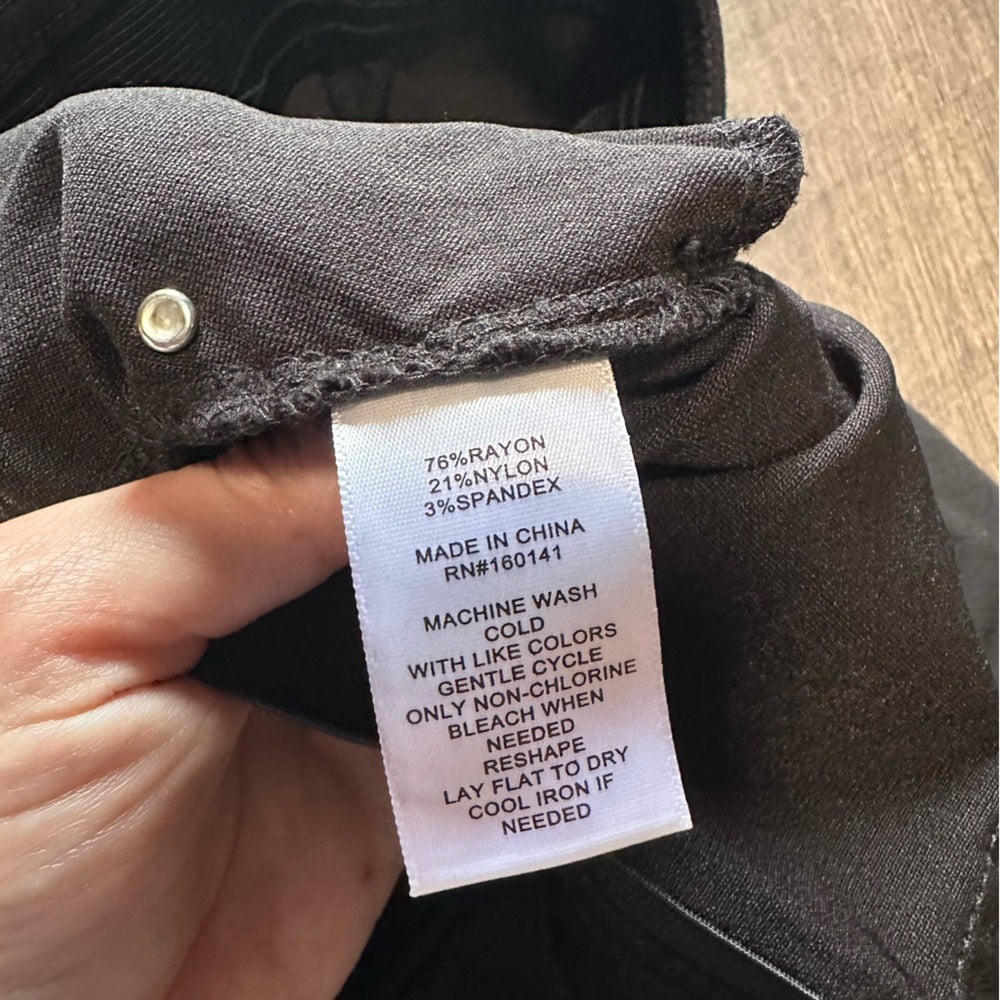 76%RAYON
21%NYLON
3%SPANDEX
MADE IN CHINA
RN#160141
MACHINE WASH
COLD
WITH LIKE COLORS
GENTLE CYCLE
ONLY NON-CHLORINE
BLEACH WHEN
NEEDED
RESHAPE
LAY FLAT TO DRY
COOL IRON IF
NEEDED